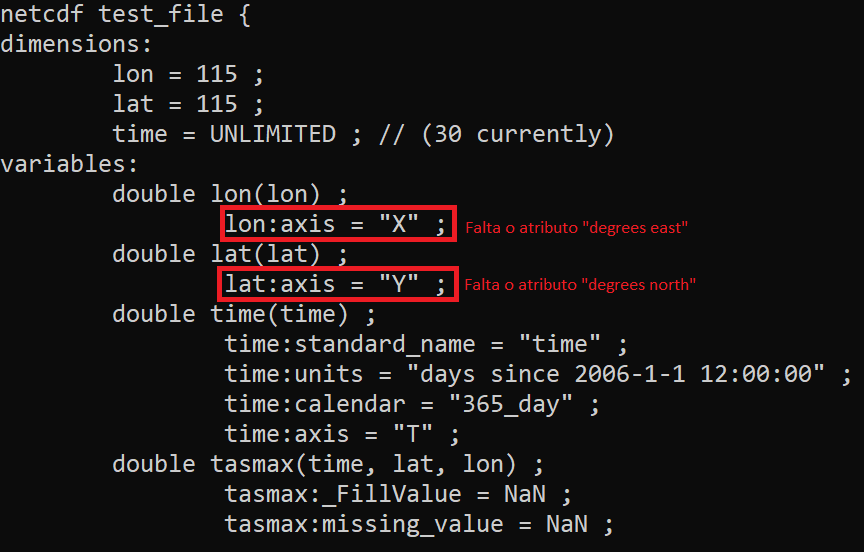 netcdf test_file {
dimensions:
lon = 115 ;
lat = 115 ;
time = UNLIMITED ; // (30 currently)
variables:
double lon(lon) ;
lon:axis = "X" ; Falta o atributo "degrees east"
double lat(lat) ;
lat:axis = "Y" ; Falta o atributo "degrees north"
double time(time) ;
time:standard_name = "time" ;
time:units = "days since 2006-1-1 12:00:00" ;
time:calendar = "365_day" ;
time:axis = "T" ;
double tasmax(time, lat, lon) ;
tasmax:_FillValue = NaN ;
tasmax:missing_value = NaN ;